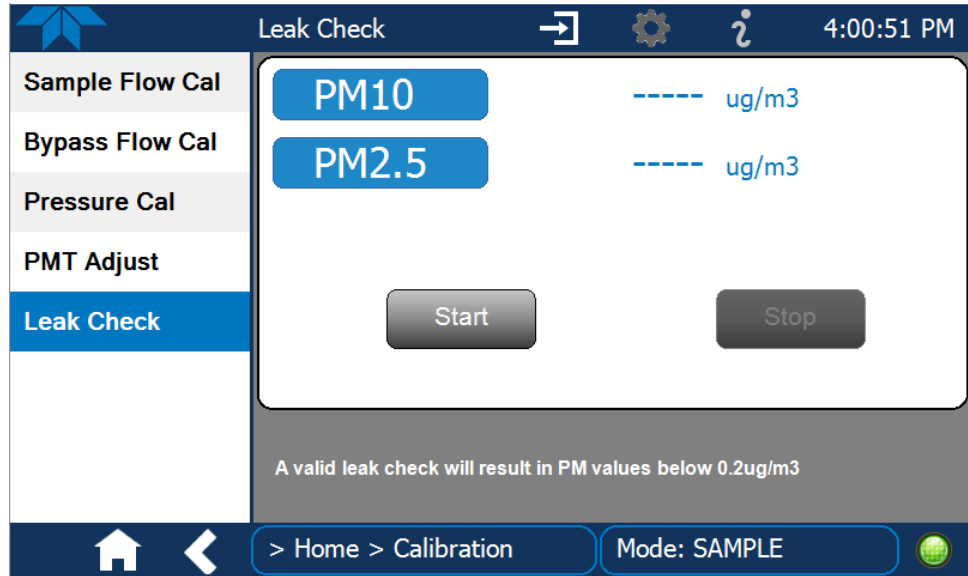 Leak Check
4:00:51 PM
Sample Flow Cal
Bypass Flow Cal
Pressure Cal
PMT Adjust
Leak Check
PM10 ----- ug/m3
PM2.5 ----- ug/m3
Start
Stop
A valid leak check will result in PM values below 0.2ug/m3
> Home > Calibration
Mode: SAMPLE